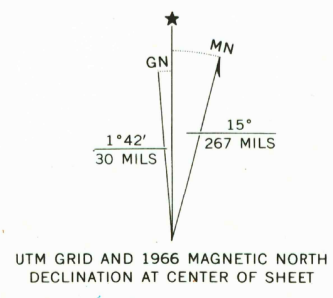 MN
GN
1°42'
30 MILS
15°
267 MILS
UTM GRID AND 1966 MAGNETIC NORTH
DECLINATION AT CENTER OF SHEET